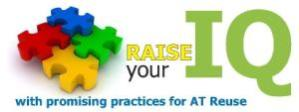 RAISE
your IQ
with promising practices for AT Reuse